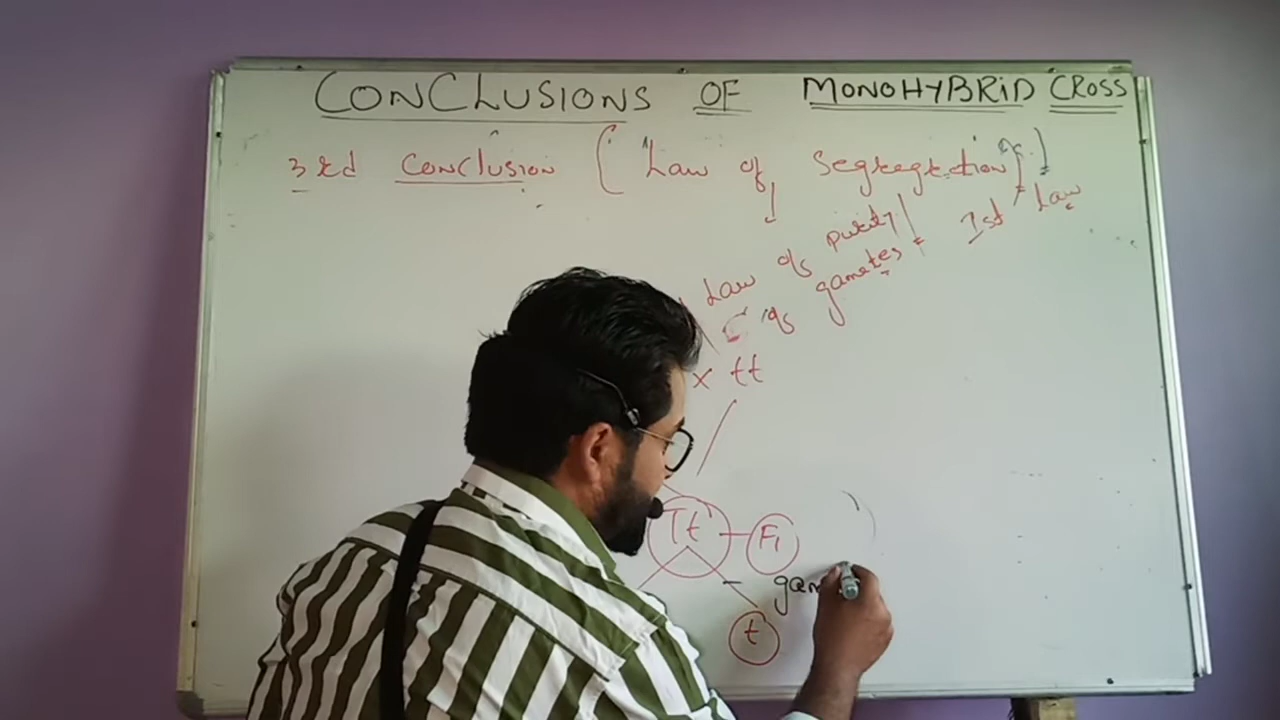 CONCLUSIONS OF MONOHYBRID CROSS
3rd CONCLUSION (Law of Segregation)
1st Law
Law of purity
of gametes
x tt
Tt F1
gam
t